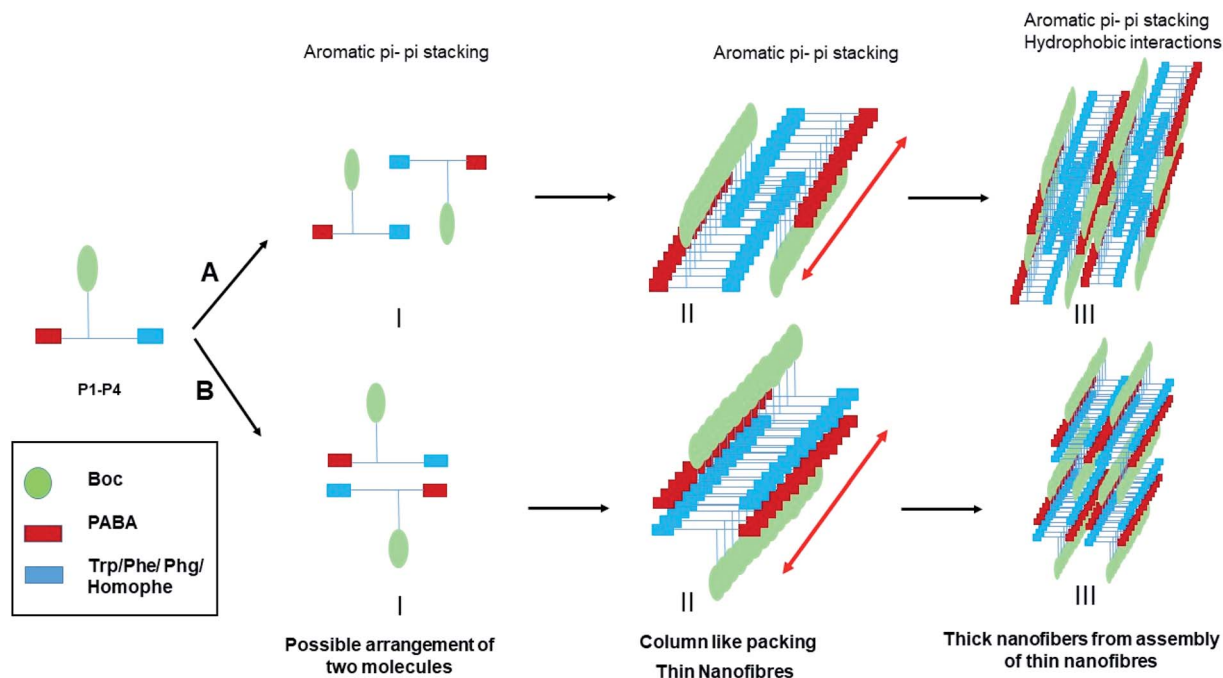 Aromatic pi- pi stacking
Aromatic pi- pi stacking
Aromatic pi- pi stacking
Hydrophobic interactions
A
B
P1-P4
I
II
III
I
II
III
Boc
PABA
Trp/Phe/ Phg/
Homophe
Possible arrangement of
two molecules
Column like packing
Thin Nanofibres
Thick nanofibers from assembly
of thin nanofibres